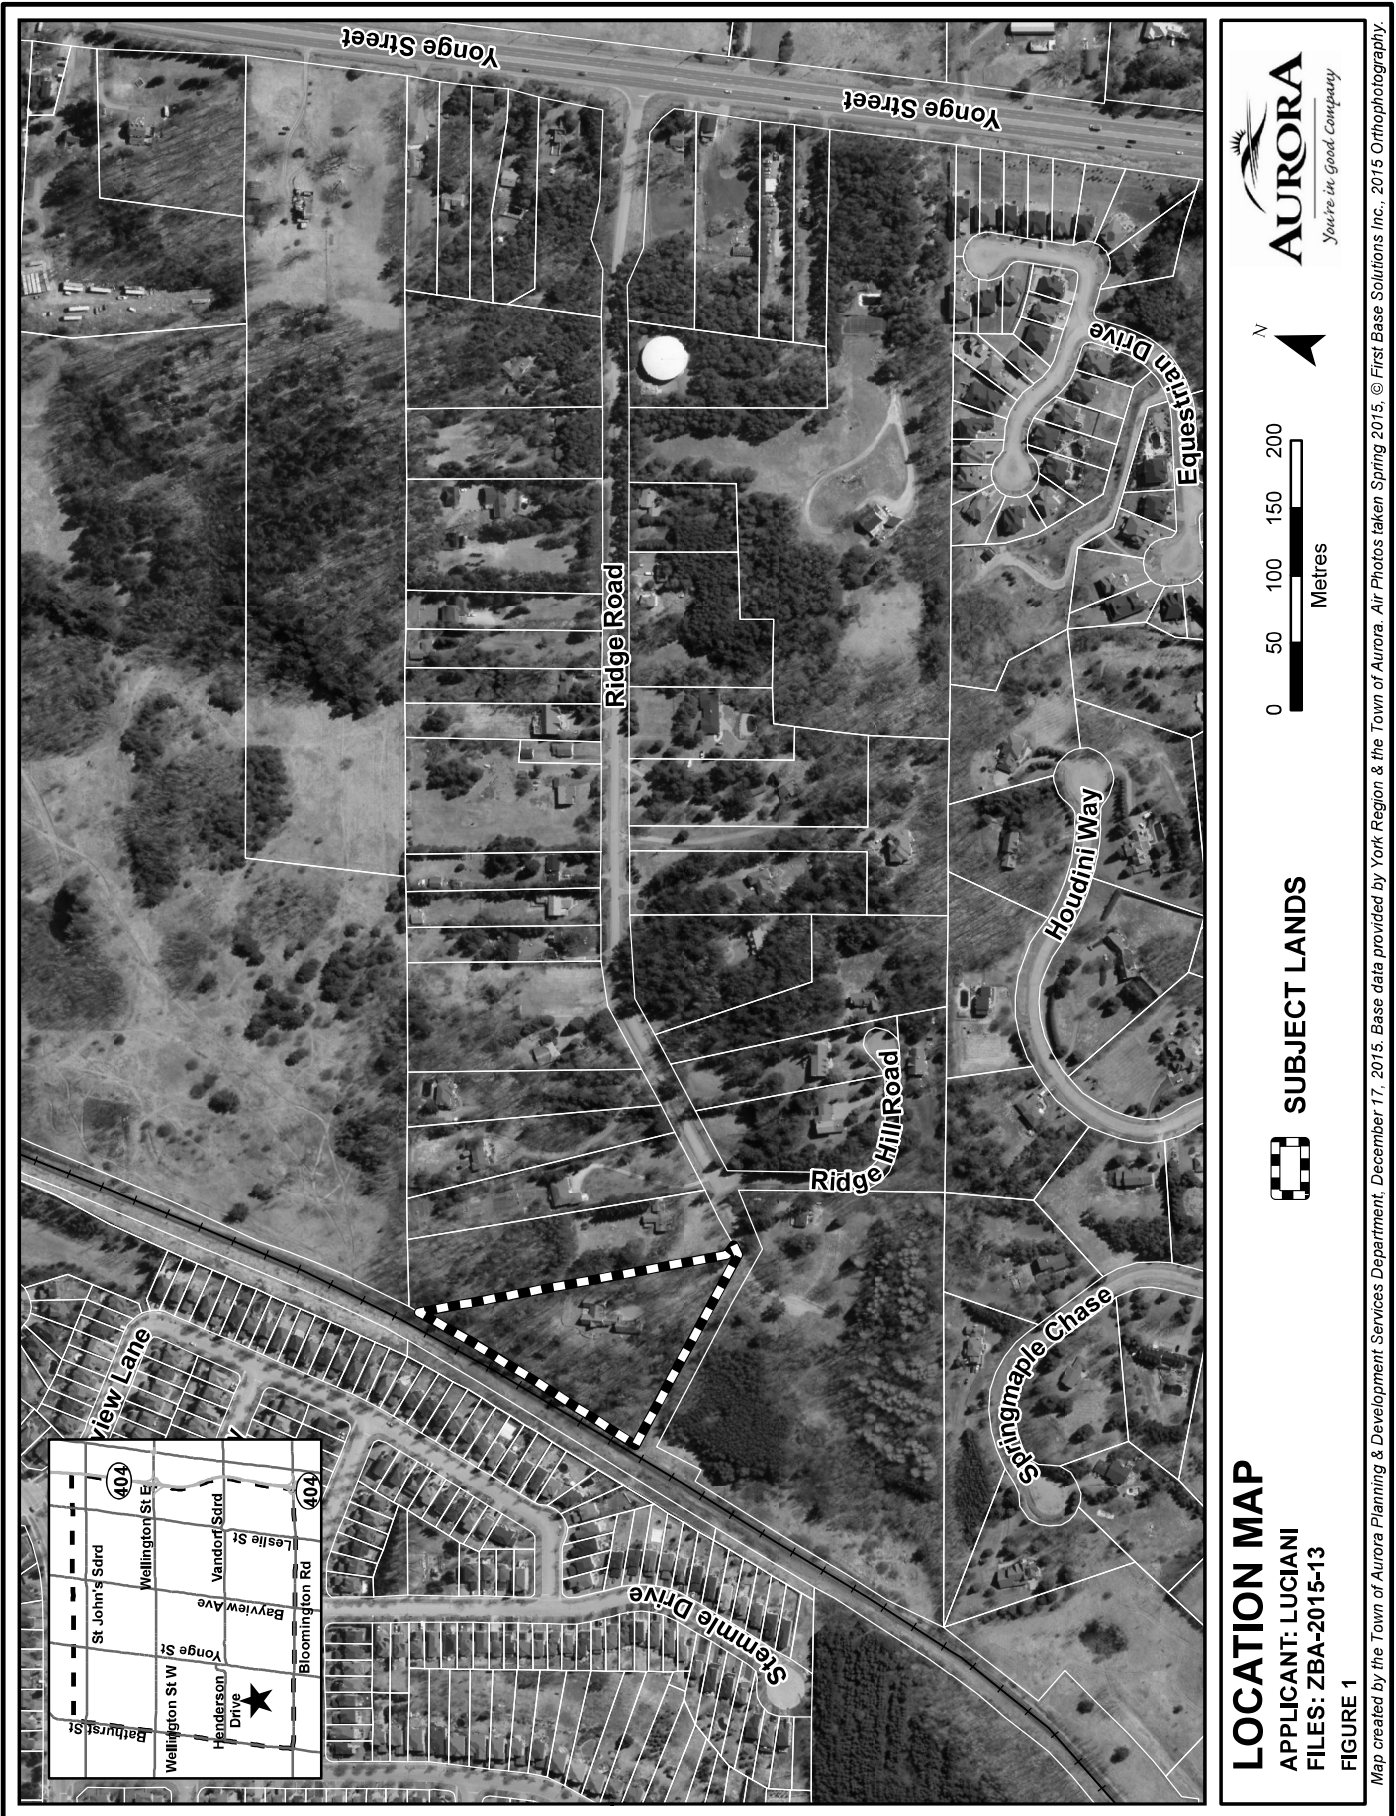 Yonge Street
Yonge Street
Ridge Road
Equestrian Drive
Houdini Way
Ridge Hill Road
Springmaple Chase
Stemmle Drive
view Lane
St John's Sdrd
Wellington St E
Vandorf Sdrd
Leslie St
Bayview Ave
Yonge St
Bloomington Rd
Wellington St W
Henderson
Drive
Bathurst St
404
404
LOCATION MAP
APPLICANT: LUCIANI
FILES: ZBA-2015-13
FIGURE 1
SUBJECT LANDS
0 50 100 150 200
Metres
N
AURORA
You're in Good Company
Map created by the Town of Aurora Planning & Development Services Department, December 17, 2015. Base data provided by York Region & the Town of Aurora. Air Photos taken Spring 2015, © First Base Solutions Inc., 2015 Orthophotography.